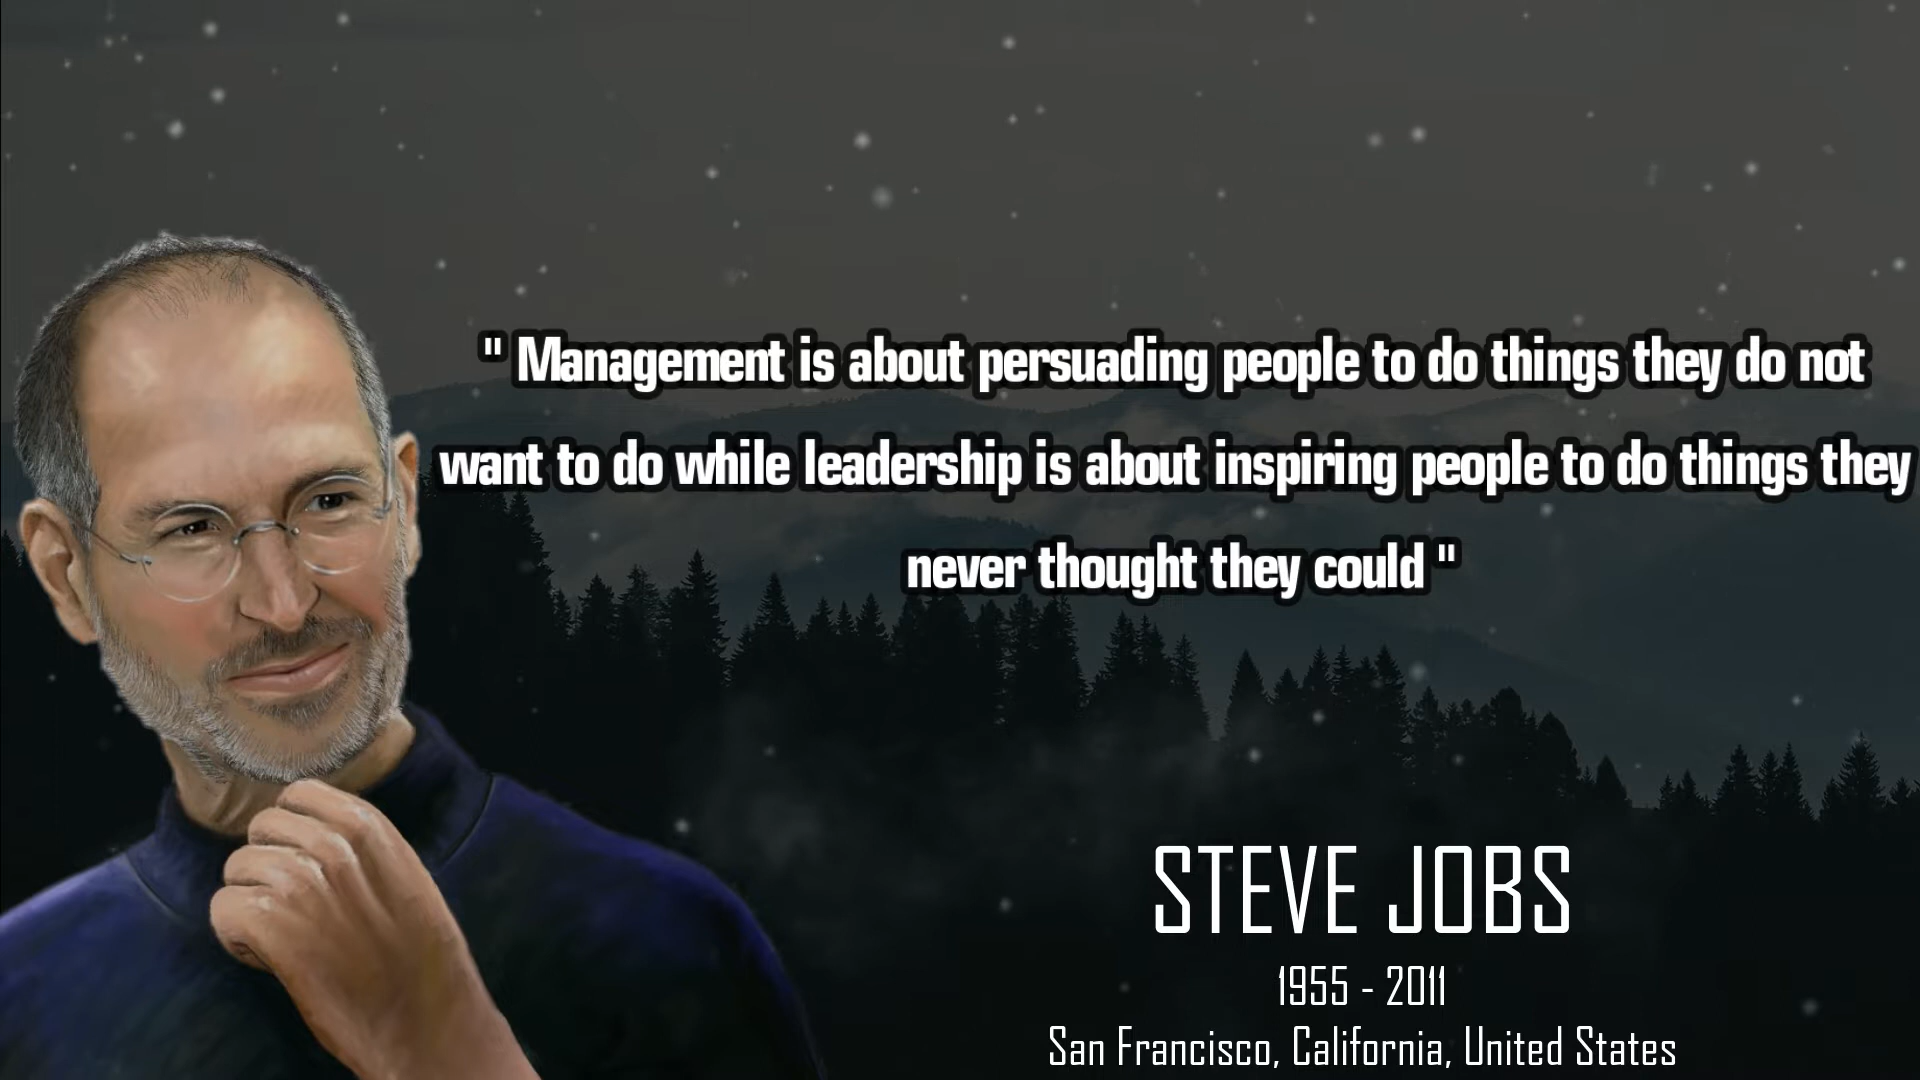 " Management is about persuading people to do things they do not
want to do while leadership is about inspiring people to do things they
never thought they could "
STEVE JOBS
1955 - 2011
San Francisco, California, United States